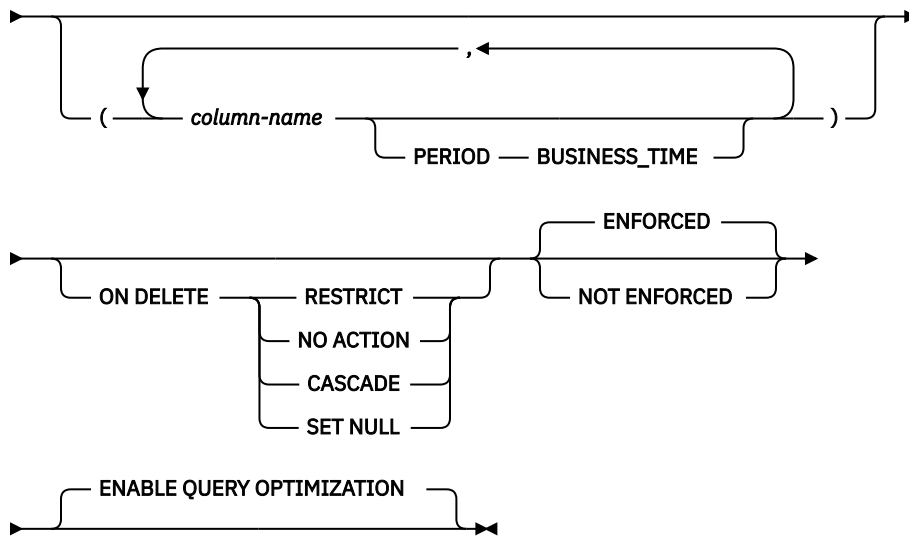 ,
( column-name )
PERIOD BUSINESS_TIME
ENFORCED
ON DELETE RESTRICT NOT ENFORCED
NO ACTION
CASCADE
SET NULL
ENABLE QUERY OPTIMIZATION